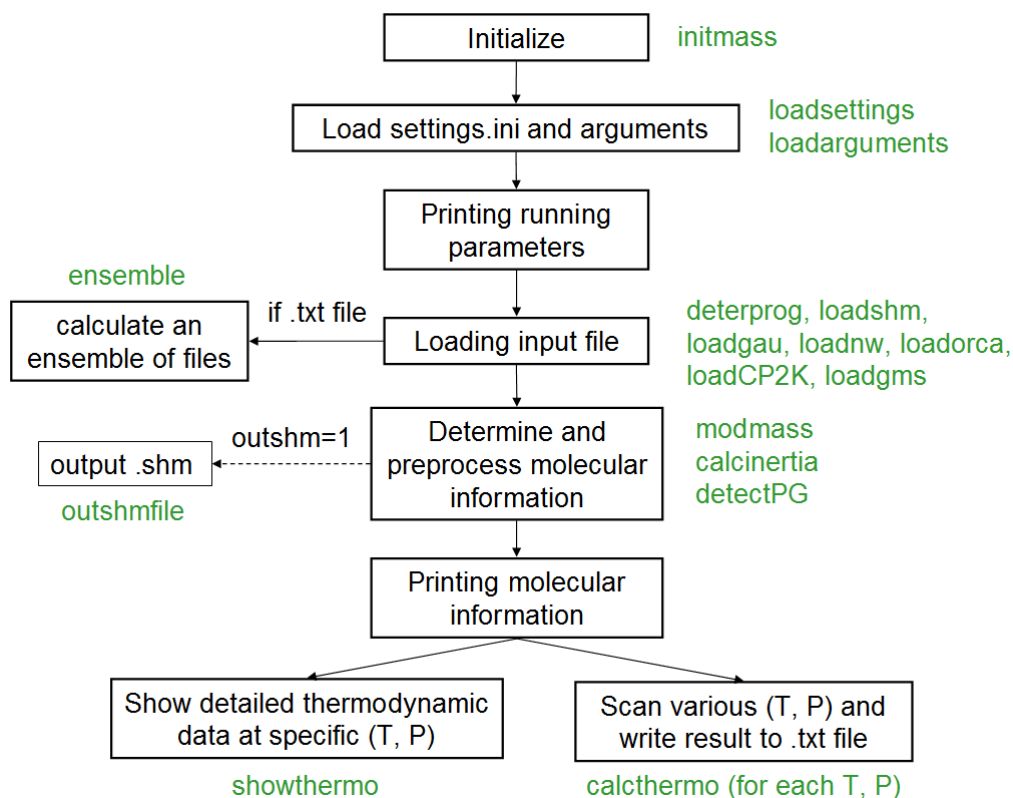 Initialize
initmass
Load settings.ini and arguments
loadsettings
loadarguments
Printing running
parameters
ensemble
calculate an
ensemble of files
if .txt file
Loading input file
deterprog, loadshm,
loadgau, loadnw, loadorca,
loadCP2K, loadgms
output .shm
outshmfile
outshm=1
Determine and
preprocess molecular
information
modmass
calcinertia
detectPG
Printing molecular
information
Show detailed thermodynamic
data at specific (T, P)
showthermo
Scan various (T, P) and
write result to .txt file
calcthermo (for each T, P)